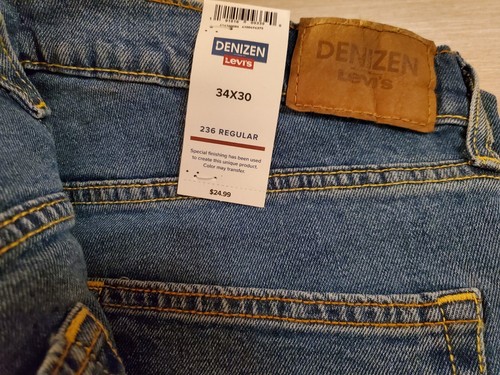 DENIZEN
Levi's
34X30
236 REGULAR
Special finishing has been used
to create this unique product.
Color may transfer.
$24.99
DENIZEN
Levi's